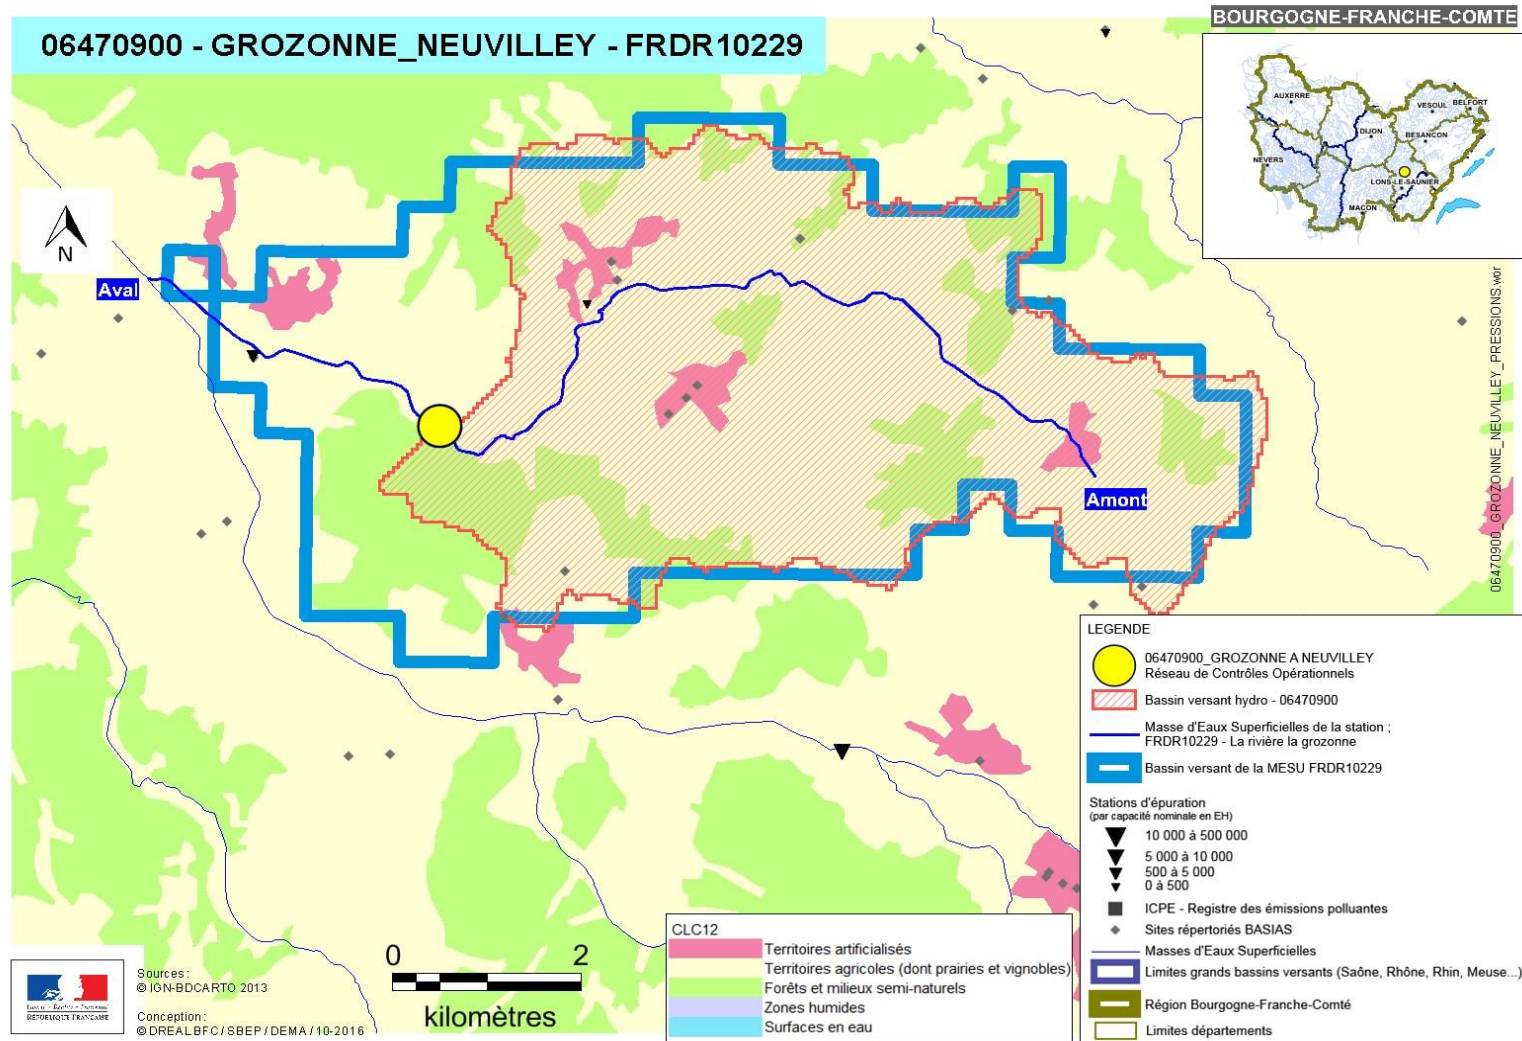 BOURGOGNE-FRANCHE-COMTE
06470900 - GROZONNE_NEUVILLEY - FRDR10229
AUXERRE
VESOUL
BELFORT
DIJON
BESANCON
NEVERS
LONS-LE-SAUNIER
MACON
N
Aval
Amont
06470900_GROZONNE_NEUVILLEY_PRESSIONS.wor
LEGENDE
06470900_GROZONNE A NEUVILLEY
Réseau de Contrôles Opérationnels
Bassin versant hydro - 06470900
Masse d'Eaux Superficielles de la station ;
FRDR10229 - La rivière la grozonne
Bassin versant de la MESU FRDR10229
Stations d'épuration
(par capacité nominale en EH)
10 000 à 500 000
5 000 à 10 000
500 à 5 000
0 à 500
ICPE - Registre des émissions polluantes
Sites répertoriés BASIAS
Masses d'Eaux Superficielles
Limites grands bassins versants (Saône, Rhône, Rhin, Meuse...)
Région Bourgogne-Franche-Comté
Limites départements
CLC12
Territoires artificialisés
Territoires agricoles (dont prairies et vignobles)
Forêts et milieux semi-naturels
Zones humides
Surfaces en eau
0 2
kilomètres
Liberté • Égalité • Fraternité
RÉPUBLIQUE FRANÇAISE
Sources :
© IGN-BDCARTO 2013
Conception :
© DREALBFC / SBEP / DEMA / 10-2016